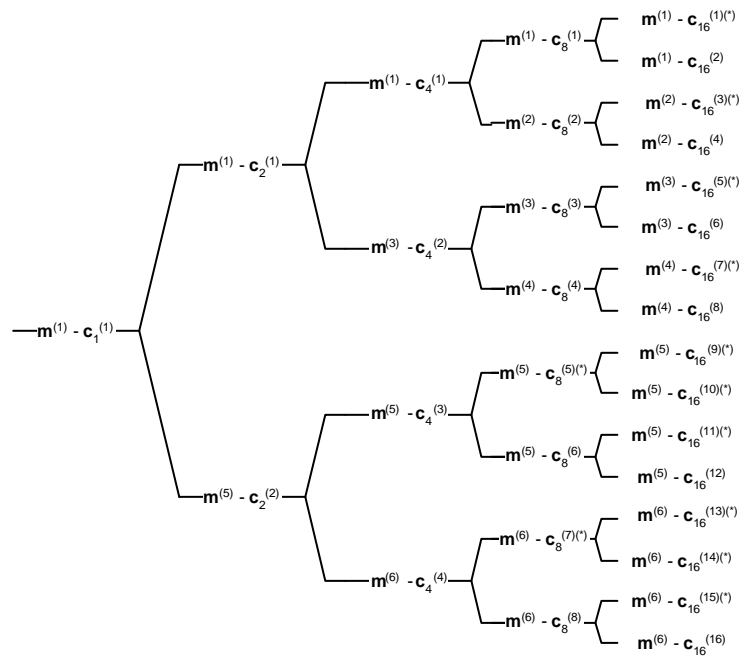 m⁽¹⁾ - c₁₆⁽¹⁾⁽*⁾
m⁽¹⁾ - c₈⁽¹⁾
m⁽¹⁾ - c₁₆⁽²⁾
m⁽¹⁾ - c₄⁽¹⁾
m⁽²⁾ - c₁₆⁽³⁾⁽*⁾
m⁽²⁾ - c₈⁽²⁾
m⁽²⁾ - c₁₆⁽⁴⁾
m⁽¹⁾ - c₂⁽¹⁾
m⁽³⁾ - c₁₆⁽⁵⁾⁽*⁾
m⁽³⁾ - c₈⁽³⁾
m⁽³⁾ - c₁₆⁽⁶⁾
m⁽³⁾ - c₄⁽²⁾
m⁽⁴⁾ - c₁₆⁽⁷⁾⁽*⁾
m⁽⁴⁾ - c₈⁽⁴⁾
m⁽⁴⁾ - c₁₆⁽⁸⁾
m⁽¹⁾ - c₁⁽¹⁾
m⁽⁵⁾ - c₁₆⁽⁹⁾⁽*⁾
m⁽⁵⁾ - c₈⁽⁵⁾⁽*⁾
m⁽⁵⁾ - c₁₆⁽¹⁰⁾⁽*⁾
m⁽⁵⁾ - c₄⁽³⁾
m⁽⁵⁾ - c₁₆⁽¹¹⁾⁽*⁾
m⁽⁵⁾ - c₈⁽⁶⁾
m⁽⁵⁾ - c₁₆⁽¹²⁾
m⁽⁵⁾ - c₂⁽²⁾
m⁽⁶⁾ - c₁₆⁽¹³⁾⁽*⁾
m⁽⁶⁾ - c₈⁽⁷⁾⁽*⁾
m⁽⁶⁾ - c₁₆⁽¹⁴⁾⁽*⁾
m⁽⁶⁾ - c₄⁽⁴⁾
m⁽⁶⁾ - c₁₆⁽¹⁵⁾⁽*⁾
m⁽⁶⁾ - c₈⁽⁸⁾
m⁽⁶⁾ - c₁₆⁽¹⁶⁾